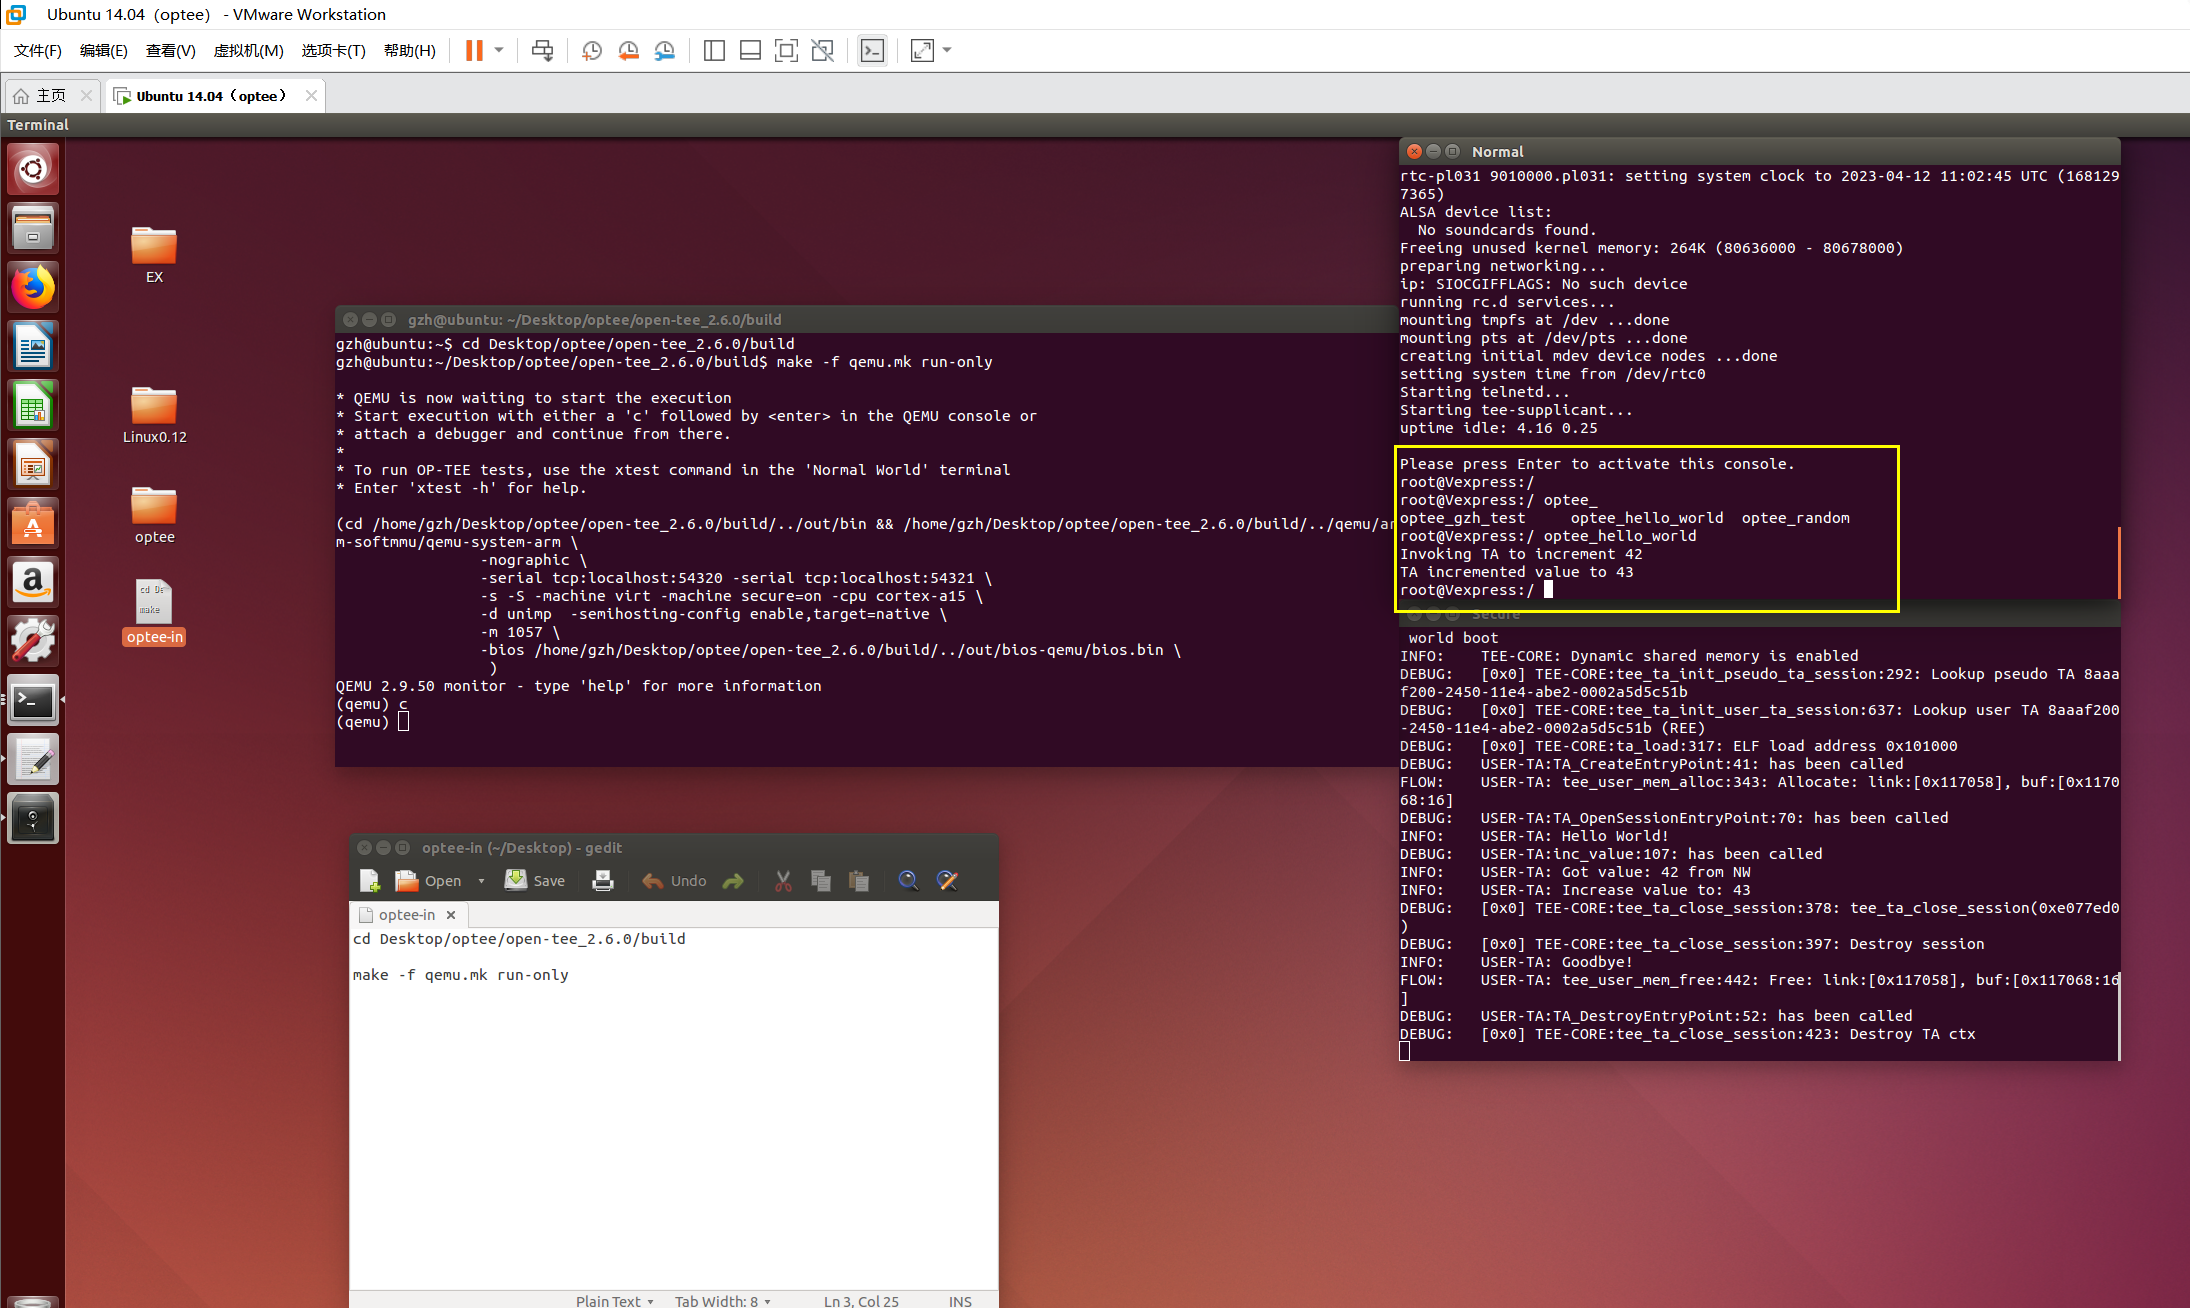 Ubuntu 14.04（optee） - VMware Workstation
文件(F) 编辑(E) 查看(V) 虚拟机(M) 选项卡(T) 帮助(H)
主页
Ubuntu 14.04（optee）
Terminal
EX
Linux0.12
optee
cd De
make
optee-in
gzh@ubuntu: ~/Desktop/optee/open-tee_2.6.0/build
gzh@ubuntu:~$ cd Desktop/optee/open-tee_2.6.0/build
gzh@ubuntu:~/Desktop/optee/open-tee_2.6.0/build$ make -f qemu.mk run-only
* QEMU is now waiting to start the execution
* Start execution with either a 'c' followed by <enter> in the QEMU console or
* attach a debugger and continue from there.
*
* To run OP-TEE tests, use the xtest command in the 'Normal World' terminal
* Enter 'xtest -h' for help.
(cd /home/gzh/Desktop/optee/open-tee_2.6.0/build/../out/bin && /home/gzh/Desktop/optee/open-tee_2.6.0/build/../qemu/ar
m-softmmu/qemu-system-arm \
-nographic \
-serial tcp:localhost:54320 -serial tcp:localhost:54321 \
-s -S -machine virt -machine secure=on -cpu cortex-a15 \
-d unimp  -semihosting-config enable,target=native \
-m 1057 \
-bios /home/gzh/Desktop/optee/open-tee_2.6.0/build/../out/bios-qemu/bios.bin \
)
QEMU 2.9.50 monitor - type 'help' for more information
(qemu) c
(qemu)
optee-in (~/Desktop) - gedit
Open Save Undo
optee-in
cd Desktop/optee/open-tee_2.6.0/build
make -f qemu.mk run-only
Plain Text Tab Width: 8 Ln 3, Col 25 INS
Normal
rtc-pl031 9010000.pl031: setting system clock to 2023-04-12 11:02:45 UTC (168129
7365)
ALSA device list:
No soundcards found.
Freeing unused kernel memory: 264K (80636000 - 80678000)
preparing networking...
ip: SIOCGIFFLAGS: No such device
running rc.d services...
mounting tmpfs at /dev ...done
mounting pts at /dev/pts ...done
creating initial mdev device nodes ...done
setting system time from /dev/rtc0
Starting telnetd...
Starting tee-supplicant...
uptime idle: 4.16 0.25
Please press Enter to activate this console.
root@Vexpress:/
root@Vexpress:/ optee_
optee_gzh_test     optee_hello_world  optee_random
root@Vexpress:/ optee_hello_world
Invoking TA to increment 42
TA incremented value to 43
root@Vexpress:/
Secure
world boot
INFO:    TEE-CORE: Dynamic shared memory is enabled
DEBUG:   [0x0] TEE-CORE:tee_ta_init_pseudo_ta_session:292: Lookup pseudo TA 8aaa
f200-2450-11e4-abe2-0002a5d5c51b
DEBUG:   [0x0] TEE-CORE:tee_ta_init_user_ta_session:637: Lookup user TA 8aaaf200
-2450-11e4-abe2-0002a5d5c51b (REE)
DEBUG:   [0x0] TEE-CORE:ta_load:317: ELF load address 0x101000
DEBUG:   USER-TA:TA_CreateEntryPoint:41: has been called
FLOW:    USER-TA: tee_user_mem_alloc:343: Allocate: link:[0x117058], buf:[0x1170
68:16]
DEBUG:   USER-TA:TA_OpenSessionEntryPoint:70: has been called
INFO:    USER-TA: Hello World!
DEBUG:   USER-TA:inc_value:107: has been called
INFO:    USER-TA: Got value: 42 from NW
INFO:    USER-TA: Increase value to: 43
DEBUG:   [0x0] TEE-CORE:tee_ta_close_session:378: tee_ta_close_session(0xe077ed0
)
DEBUG:   [0x0] TEE-CORE:tee_ta_close_session:397: Destroy session
INFO:    USER-TA: Goodbye!
FLOW:    USER-TA: tee_user_mem_free:442: Free: link:[0x117058], buf:[0x117068:16
]
DEBUG:   USER-TA:TA_DestroyEntryPoint:52: has been called
DEBUG:   [0x0] TEE-CORE:tee_ta_close_session:423: Destroy TA ctx